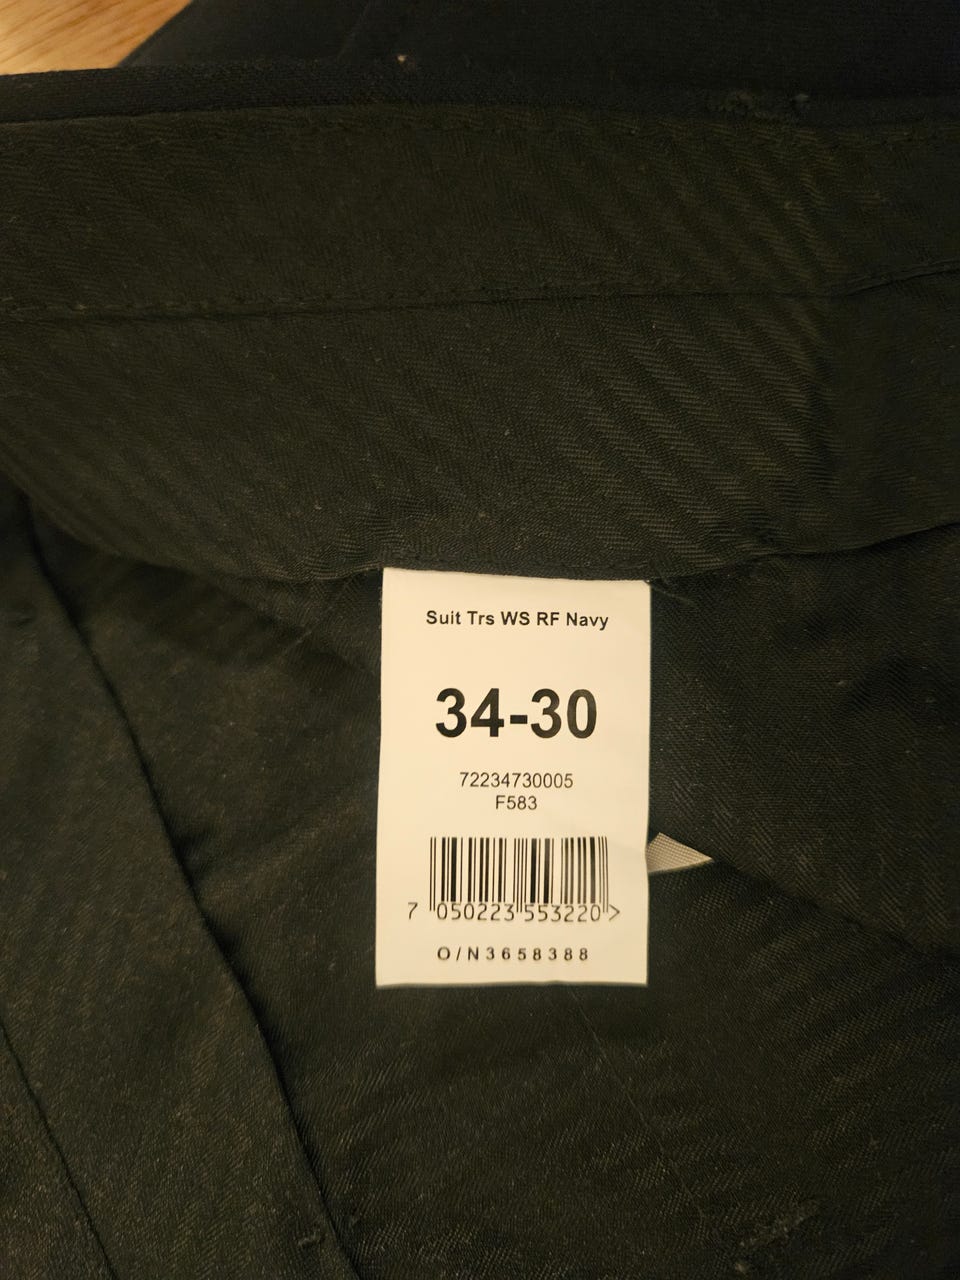 Suit Trs WS RF Navy
34-30
72234730005
F583
7 050223 553220 >
O/N3658388